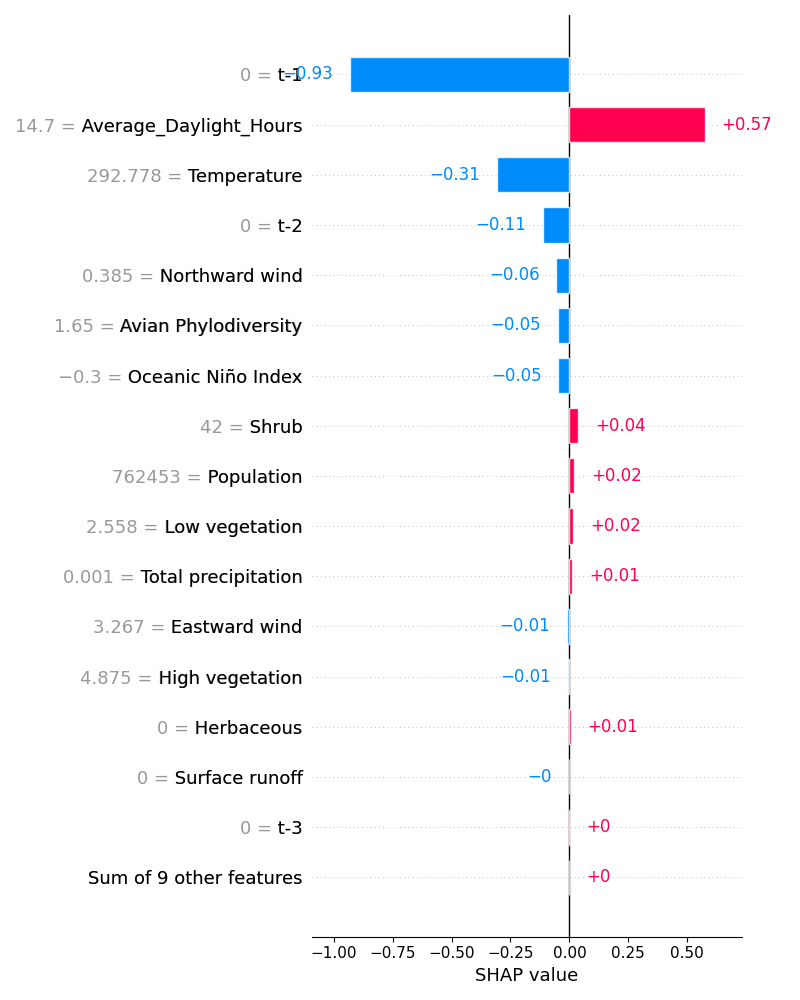 0 = t-1 −0.93
14.7 = Average_Daylight_Hours +0.57
292.778 = Temperature −0.31
0 = t-2 −0.11
0.385 = Northward wind −0.06
1.65 = Avian Phylodiversity −0.05
−0.3 = Oceanic Niño Index −0.05
42 = Shrub +0.04
762453 = Population +0.02
2.558 = Low vegetation +0.02
0.001 = Total precipitation +0.01
3.267 = Eastward wind −0.01
4.875 = High vegetation −0.01
0 = Herbaceous +0.01
0 = Surface runoff −0
0 = t-3 +0
Sum of 9 other features +0
−1.00 −0.75 −0.50 −0.25 0.00 0.25 0.50
SHAP value